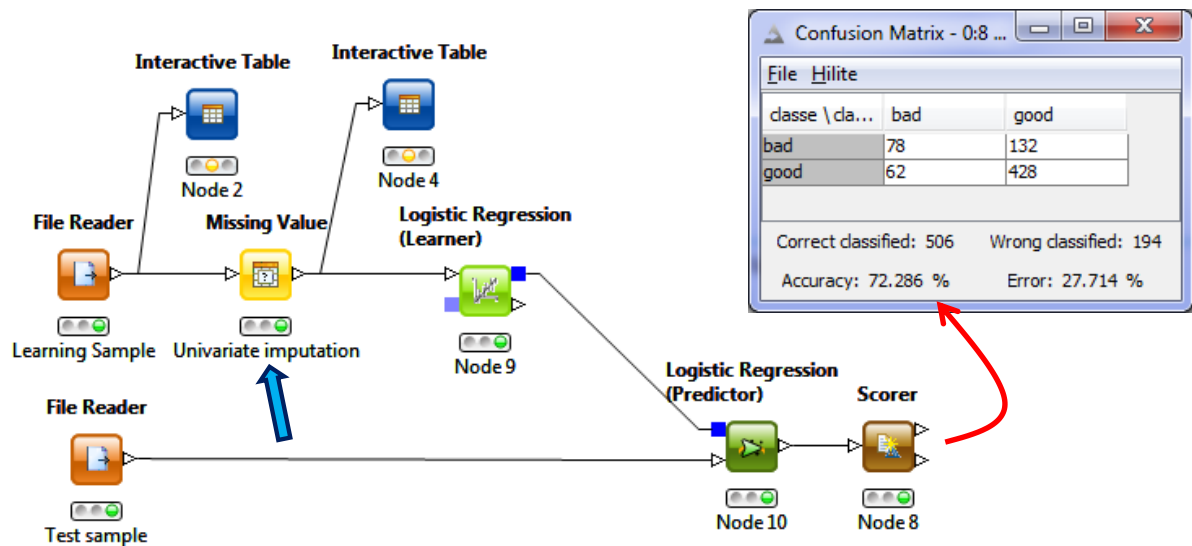 Interactive Table
Node 2
Interactive Table
Node 4
File Reader
Learning Sample
Missing Value
?
Univariate imputation
Logistic Regression
(Learner)
Node 9
File Reader
Test sample
Logistic Regression
(Predictor)
Node 10
Scorer
Node 8
Confusion Matrix - 0:8 ...
File Hilite
classe \ cla... bad good
bad 78 132
good 62 428
Correct classified: 506 Wrong classified: 194
Accuracy: 72.286 % Error: 27.714 %